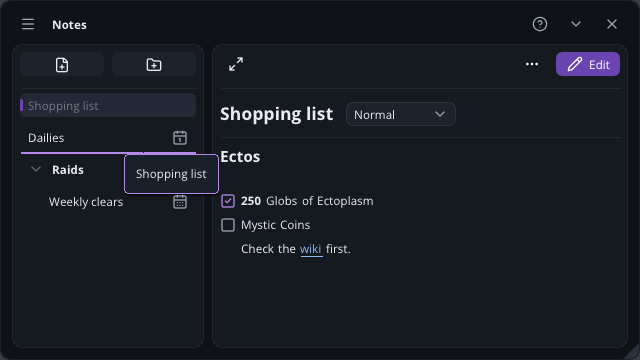 Notes
Edit
Shopping list
Dailies
Raids
Shopping list
Weekly clears
Shopping list
Normal
Ectos
250 Globs of Ectoplasm
Mystic Coins
Check the wiki first.